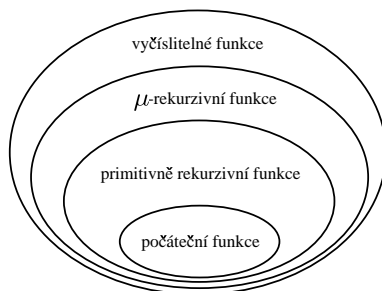 vyčíslitelné funkce
μ-rekurzivní funkce
primitivně rekurzivní funkce
počáteční funkce